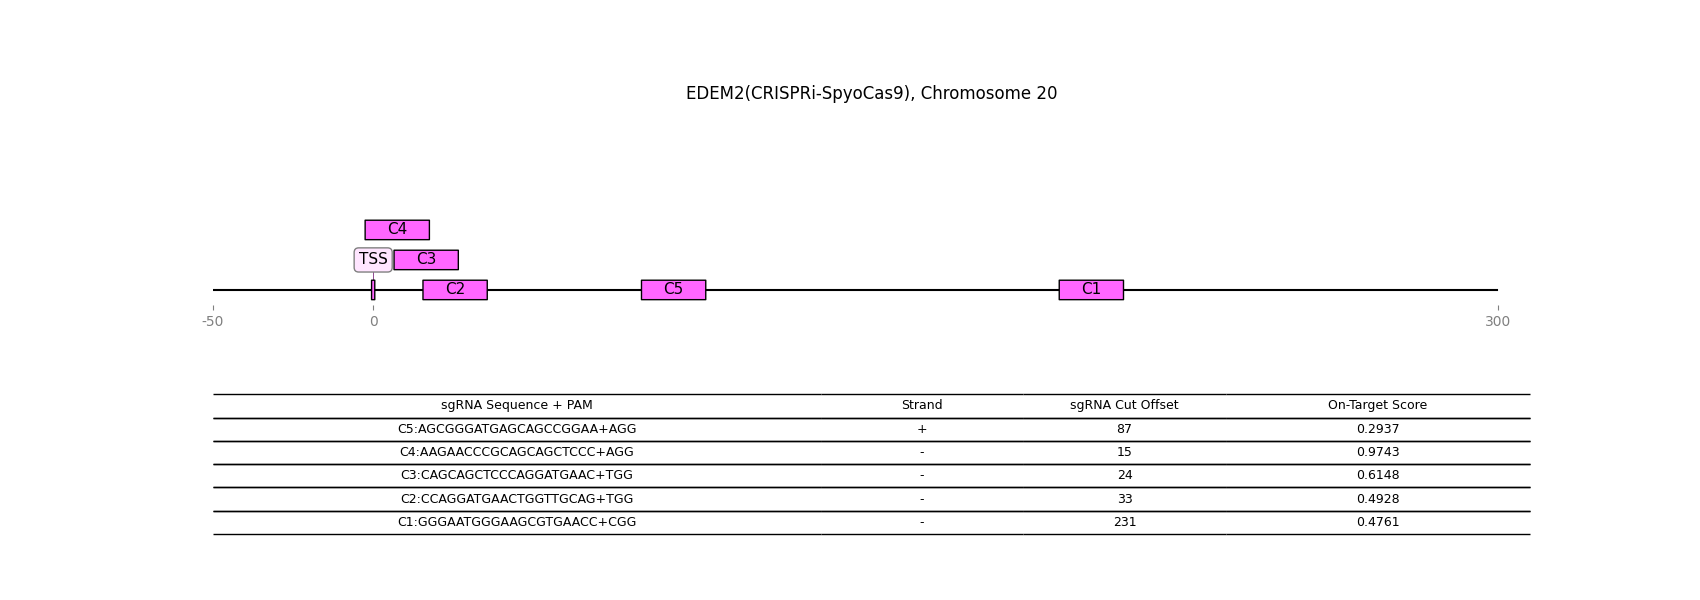 EDEM2(CRISPRi-SpyoCas9), Chromosome 20
C4
TSS C3
C2 C5 C1
-50 0 300
sgRNA Sequence + PAM Strand sgRNA Cut Offset On-Target Score
C5:AGCGGGATGAGCAGCCGGAA+AGG + 87 0.2937
C4:AAGAACCCGCAGCAGCTCCC+AGG - 15 0.9743
C3:CAGCAGCTCCCAGGATGAAC+TGG - 24 0.6148
C2:CCAGGATGAACTGGTTGCAG+TGG - 33 0.4928
C1:GGGAATGGGAAGCGTGAACC+CGG - 231 0.4761